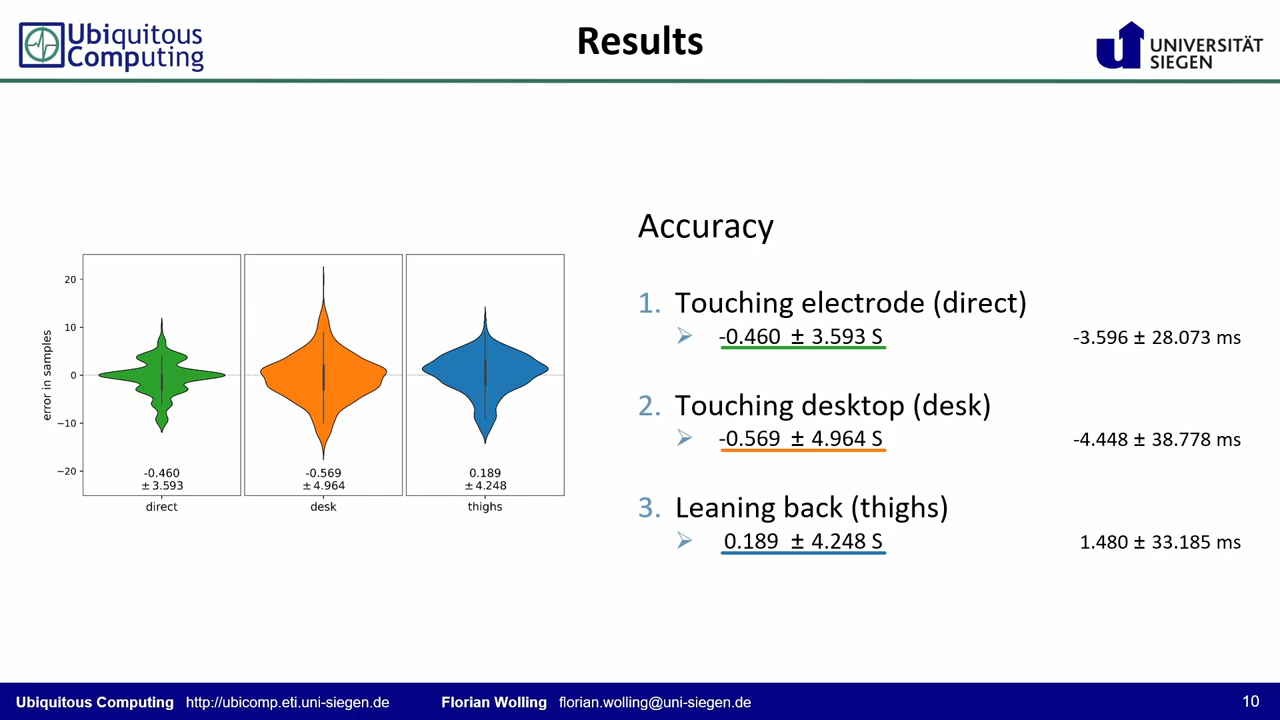 Ubiquitous
Computing
Results
UNIVERSITÄT
SIEGEN
error in samples
20
10
0
−10
−20
-0.460
± 3.593
direct
-0.569
± 4.964
desk
0.189
± 4.248
thighs
Accuracy
1. Touching electrode (direct)
-0.460 ± 3.593 S -3.596 ± 28.073 ms
2. Touching desktop (desk)
-0.569 ± 4.964 S -4.448 ± 38.778 ms
3. Leaning back (thighs)
0.189 ± 4.248 S 1.480 ± 33.185 ms
Ubiquitous Computing http://ubicomp.eti.uni-siegen.de Florian Wolling florian.wolling@uni-siegen.de 10